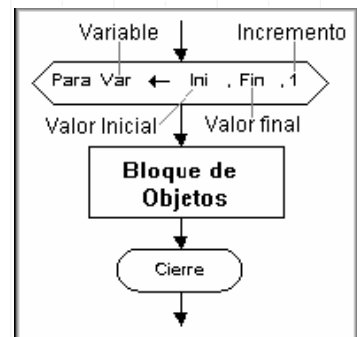 Variable Incremento
Para Var ← Ini , Fin , 1
Valor Inicial Valor final
Bloque de
Objetos
Cierre